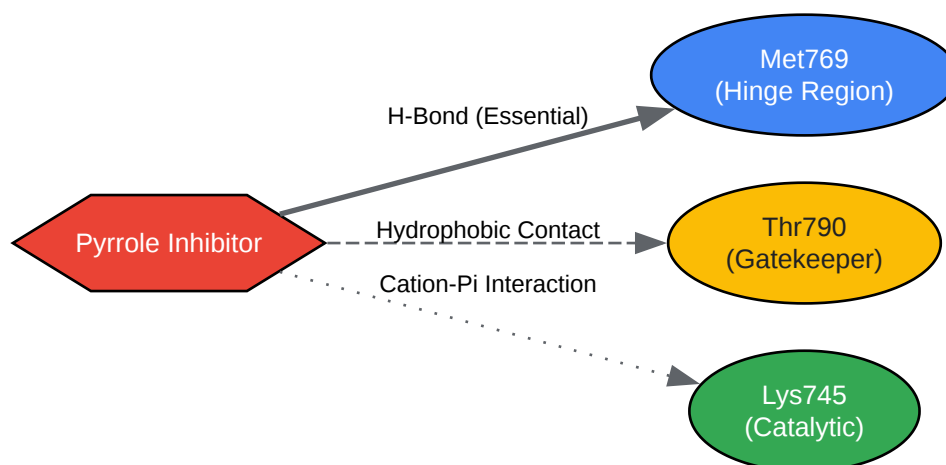 Met769
(Hinge Region)
H-Bond (Essential)
Pyrrole Inhibitor
Hydrophobic Contact
Thr790
(Gatekeeper)
Cation-Pi Interaction
Lys745
(Catalytic)